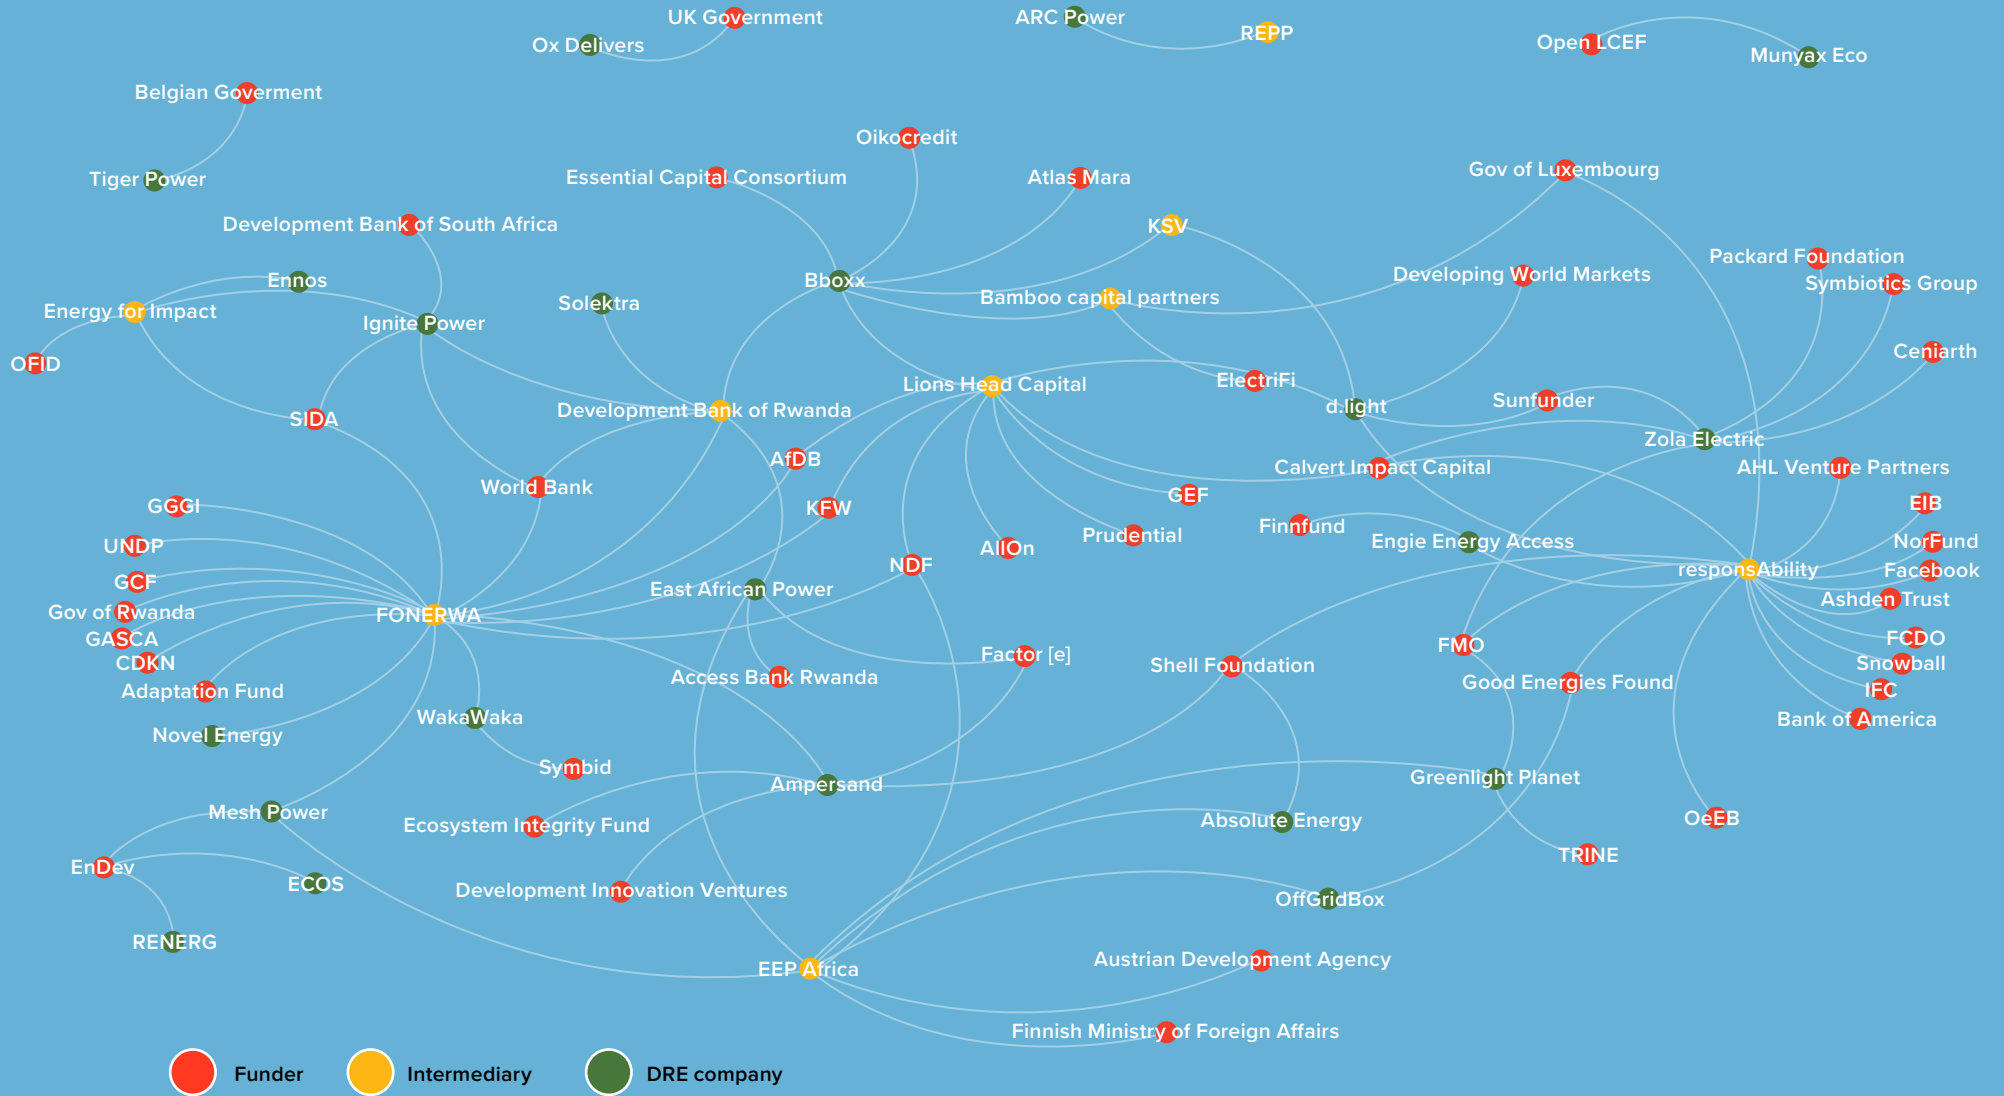 UK Government
ARC Power
REPP
Ox Delivers
Open LCEF
Munyax Eco
Belgian Goverment
Oikocredit
Tiger Power
Essential Capital Consortium
Atlas Mara
Gov of Luxembourg
Development Bank of South Africa
KSV
Packard Foundation
Ennos
Bboxx
Developing World Markets
Symbiotics Group
Energy for Impact
Solektra
Bamboo capital partners
Ignite Power
OFID
Ceniarth
Lions Head Capital
ElectriFi
SIDA
Development Bank of Rwanda
d.light
Sunfunder
Zola Electric
AfDB
Calvert Impact Capital
AHL Venture Partners
World Bank
GEF
GGGI
KFW
EIB
Prudential
Finnfund
UNDP
AllOn
Engie Energy Access
NorFund
NDF
responsAbility
Facebook
GCF
East African Power
Ashden Trust
Gov of Rwanda
FONERWA
GASCA
FCDO
CDKN
Factor [e]
Shell Foundation
FMO
Snowball
Adaptation Fund
Access Bank Rwanda
Good Energies Found
IFC
Novel Energy
WakaWaka
Bank of America
Symbid
Ampersand
Greenlight Planet
Mesh Power
Ecosystem Integrity Fund
Absolute Energy
OeEB
EnDev
TRINE
ECOS
Development Innovation Ventures
OffGridBox
RENERG
EEP Africa
Austrian Development Agency
Finnish Ministry of Foreign Affairs
Funder
Intermediary
DRE company